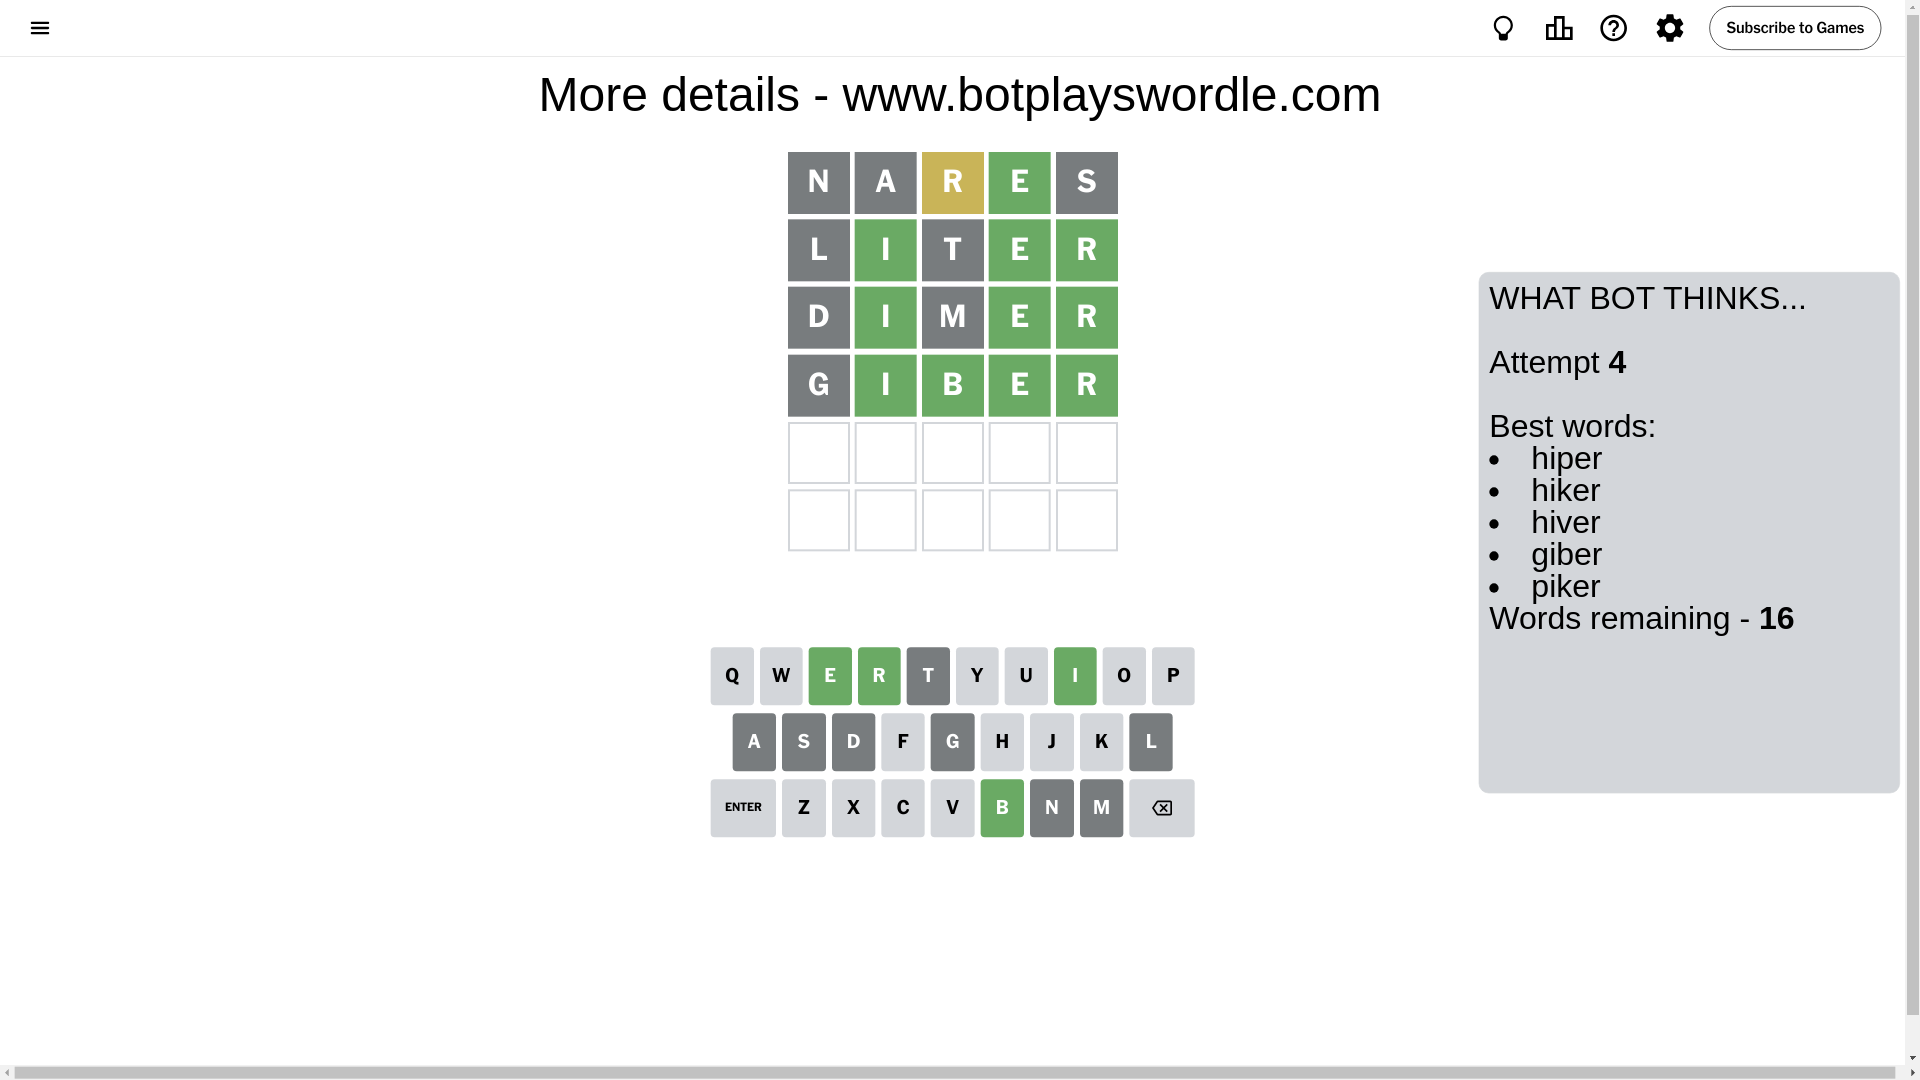 Subscribe to Games
More details - www.botplayswordle.com
N A R E S
L I T E R
D I M E R
G I B E R
WHAT BOT THINKS...
Attempt 4
Best words:
• hiper
• hiker
• hiver
• giber
• piker
Words remaining - 16
Q W E R T Y U I O P
A S D F G H J K L
ENTER Z X C V B N M